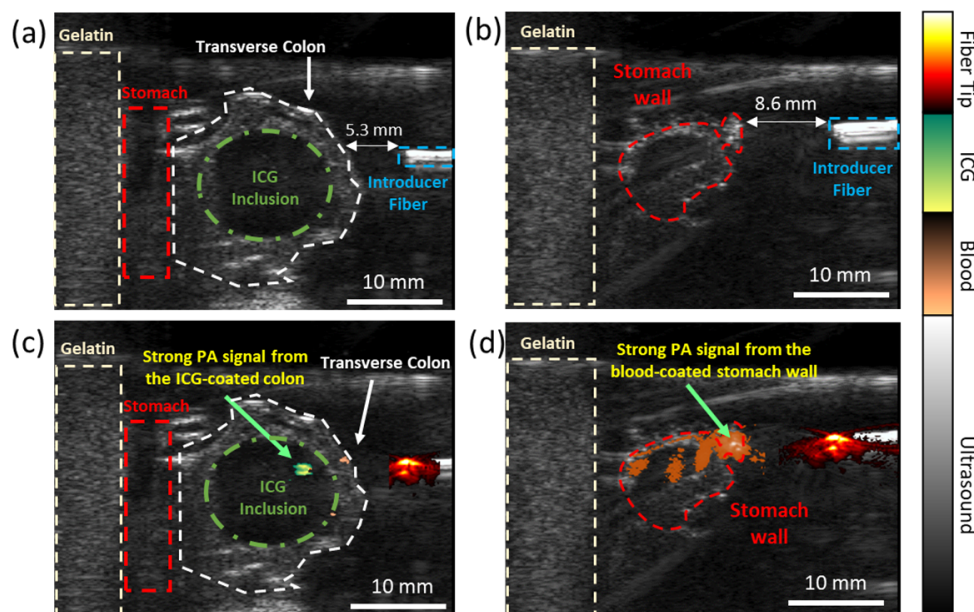 (a)
Gelatin
Transverse Colon
Stomach
5.3 mm
ICG
Inclusion
Introducer
Fiber
10 mm
(b)
Gelatin
Stomach
wall
8.6 mm
Introducer
Fiber
10 mm
(c)
Gelatin
Strong PA signal from
the ICG-coated colon
Transverse Colon
Stomach
ICG
Inclusion
10 mm
(d)
Gelatin
Strong PA signal from the
blood-coated stomach wall
Stomach
wall
10 mm
Fiber Tip
ICG
Blood
Ultrasound